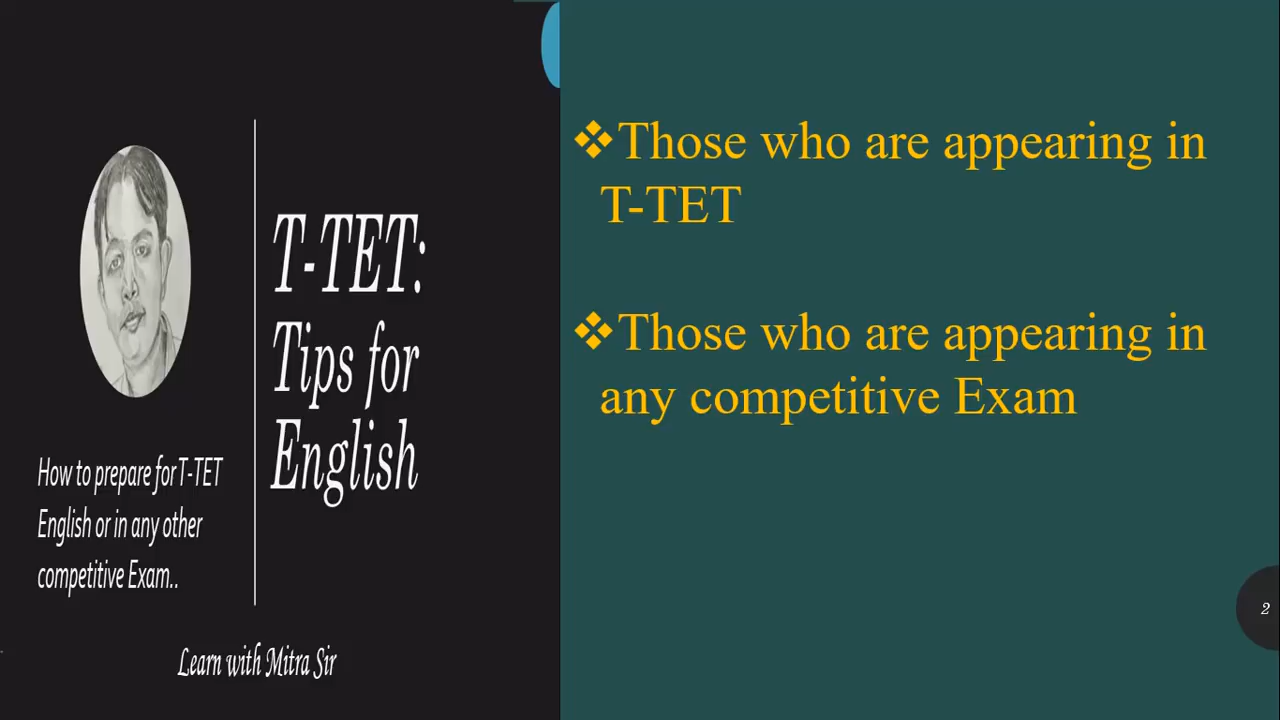 T-TET:
Tips for
English
How to prepare for T-TET
English or in any other
competitive Exam..
Learn with Mitra Sir
❖Those who are appearing in
T-TET
❖Those who are appearing in
any competitive Exam
2